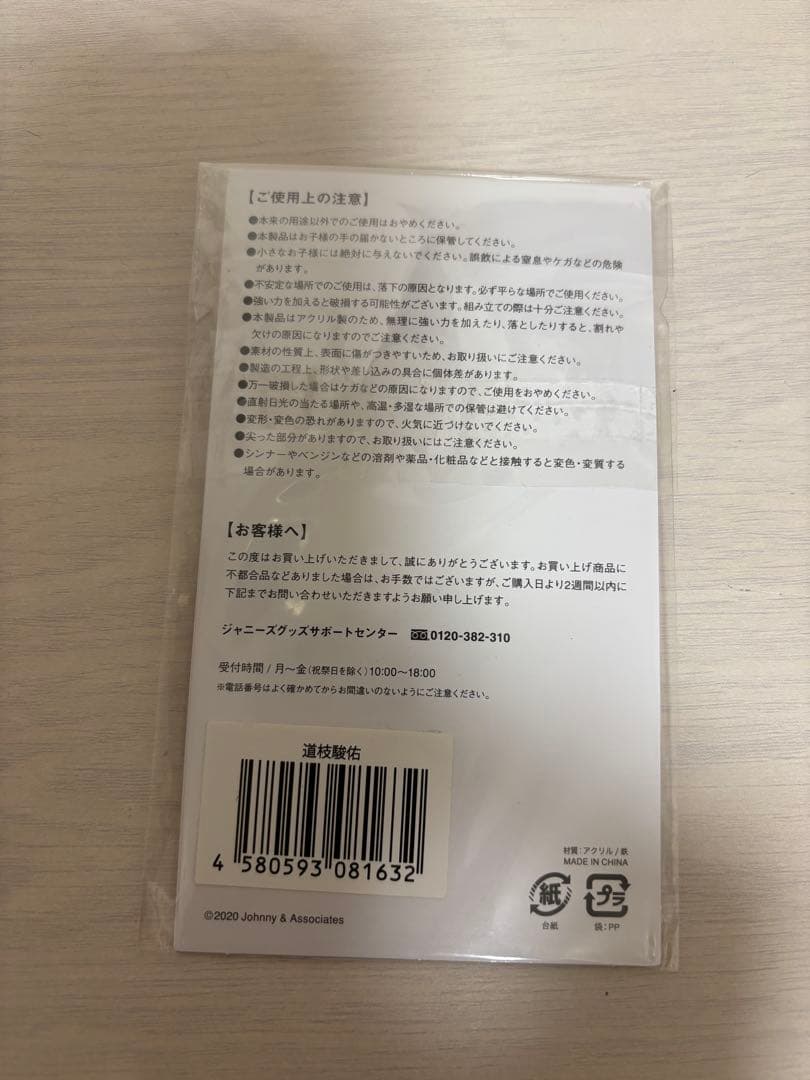 【ご使用上の注意】
●本来の用途以外でのご使用はおやめください。
●本製品はお子様の手の届かないところに保管してください。
●小さなお子様には絶対に与えないでください。誤飲による窒息やケガなどの危険
があります。
●不安定な場所でのご使用は、落下の原因となります。必ず平らな場所でご使用ください。
●強い力を加えると破損する可能性がございます。組み立ての際は十分ご注意ください。
●本製品はアクリル製のため、無理に強い力を加えたり、落としたりすると、割れや
欠けの原因になりますのでご注意ください。
●素材の性質上、表面に傷がつきやすいため、お取り扱いにご注意ください。
●製造の工程上、形状や差し込みの具合に個体差があります。
●万一破損した場合はケガなどの原因になりますので、ご使用をおやめください。
●直射日光の当たる場所や、高温・多湿な場所での保管は避けてください。
●変形・変色の恐れがありますので、火気に近づけないでください。
●尖った部分がありますので、お取り扱いにはご注意ください。
●シンナーやベンジンなどの溶剤や薬品・化粧品などと接触すると変色・変質する
場合があります。
【お客様へ】
この度はお買い上げいただきまして、誠にありがとうございます。お買い上げ商品に
不都合品などありました場合は、お手数ではございますが、ご購入日より2週間以内に
下記までお問い合わせいただきますようお願い申し上げます。
ジャニーズグッズサポートセンター 0120-382-310
受付時間 / 月〜金(祝祭日を除く)10:00〜18:00
※電話番号はよく確かめてからお間違いのないようにご注意ください。
道枝駿佑
4 580593 081632
材質:アクリル / 鉄
MADE IN CHINA
紙
プラ
台紙
袋:PP
©2020 Johnny & Associates